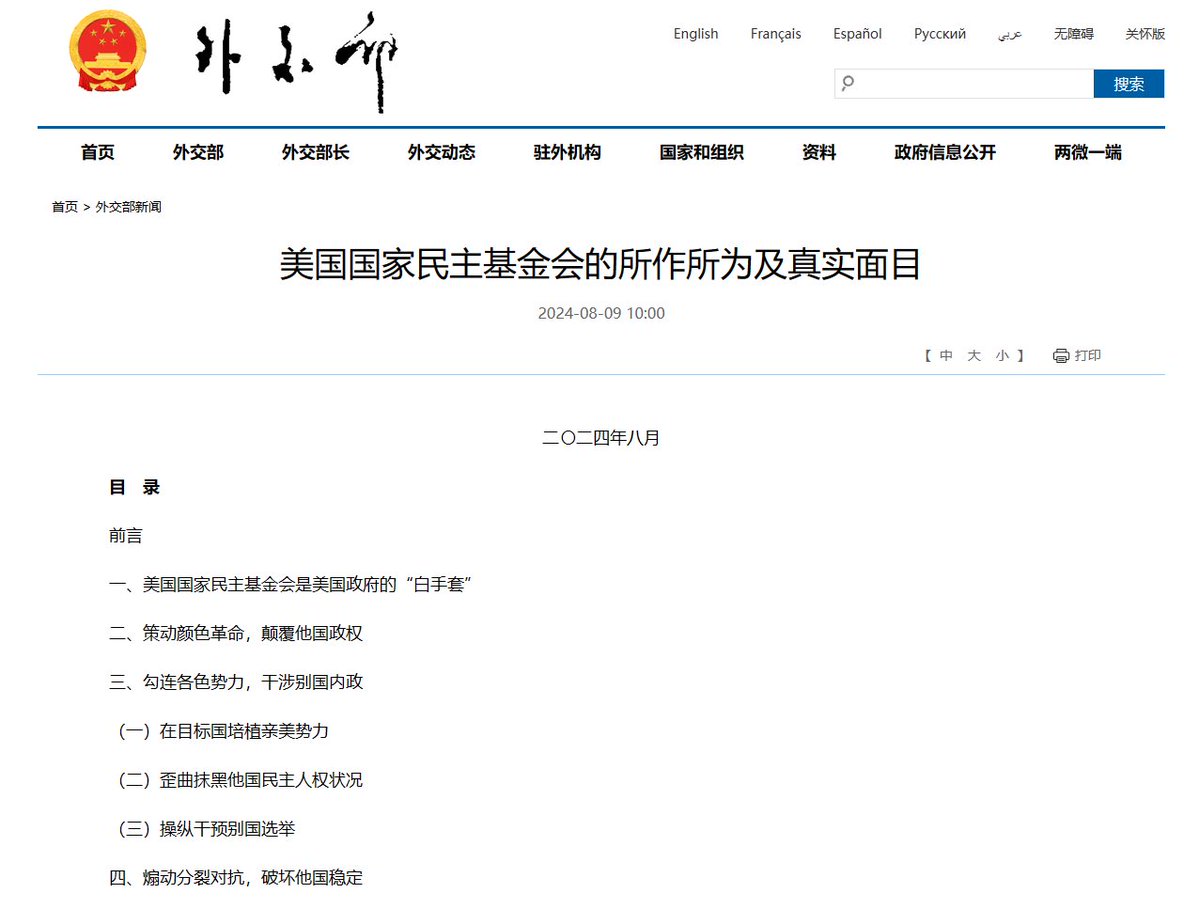 外交部
English Français Español Русский عربي 无障碍 关怀版
搜索
首页 外交部 外交部长 外交动态 驻外机构 国家和组织 资料 政府信息公开 两微一端
首页 > 外交部新闻
美国国家民主基金会的所作所为及真实面目
2024-08-09 10:00
【 中 大 小 】 打印
二〇二四年八月
目 录
前言
一、美国国家民主基金会是美国政府的“白手套”
二、策动颜色革命，颠覆他国政权
三、勾连各色势力，干涉别国内政
（一）在目标国培植亲美势力
（二）歪曲抹黑他国民主人权状况
（三）操纵干预别国选举
四、煽动分裂对抗，破坏他国稳定